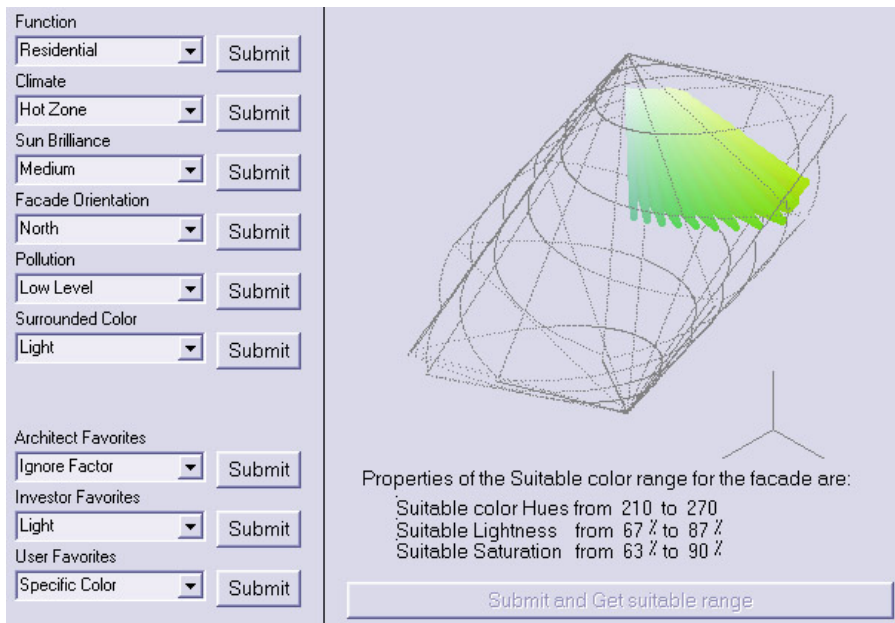 Function
Residential
Submit
Climate
Hot Zone
Submit
Sun Brilliance
Medium
Submit
Facade Orientation
North
Submit
Pollution
Low Level
Submit
Surrounded Color
Light
Submit
Architect Favorites
Ignore Factor
Submit
Investor Favorites
Light
Submit
User Favorites
Specific Color
Submit
Properties of the Suitable color range for the facade are:
Suitable color Hues from 210 to 270
Suitable Lightness from 67 % to 87 %
Suitable Saturation from 63 % to 90 %
Submit and Get suitable range